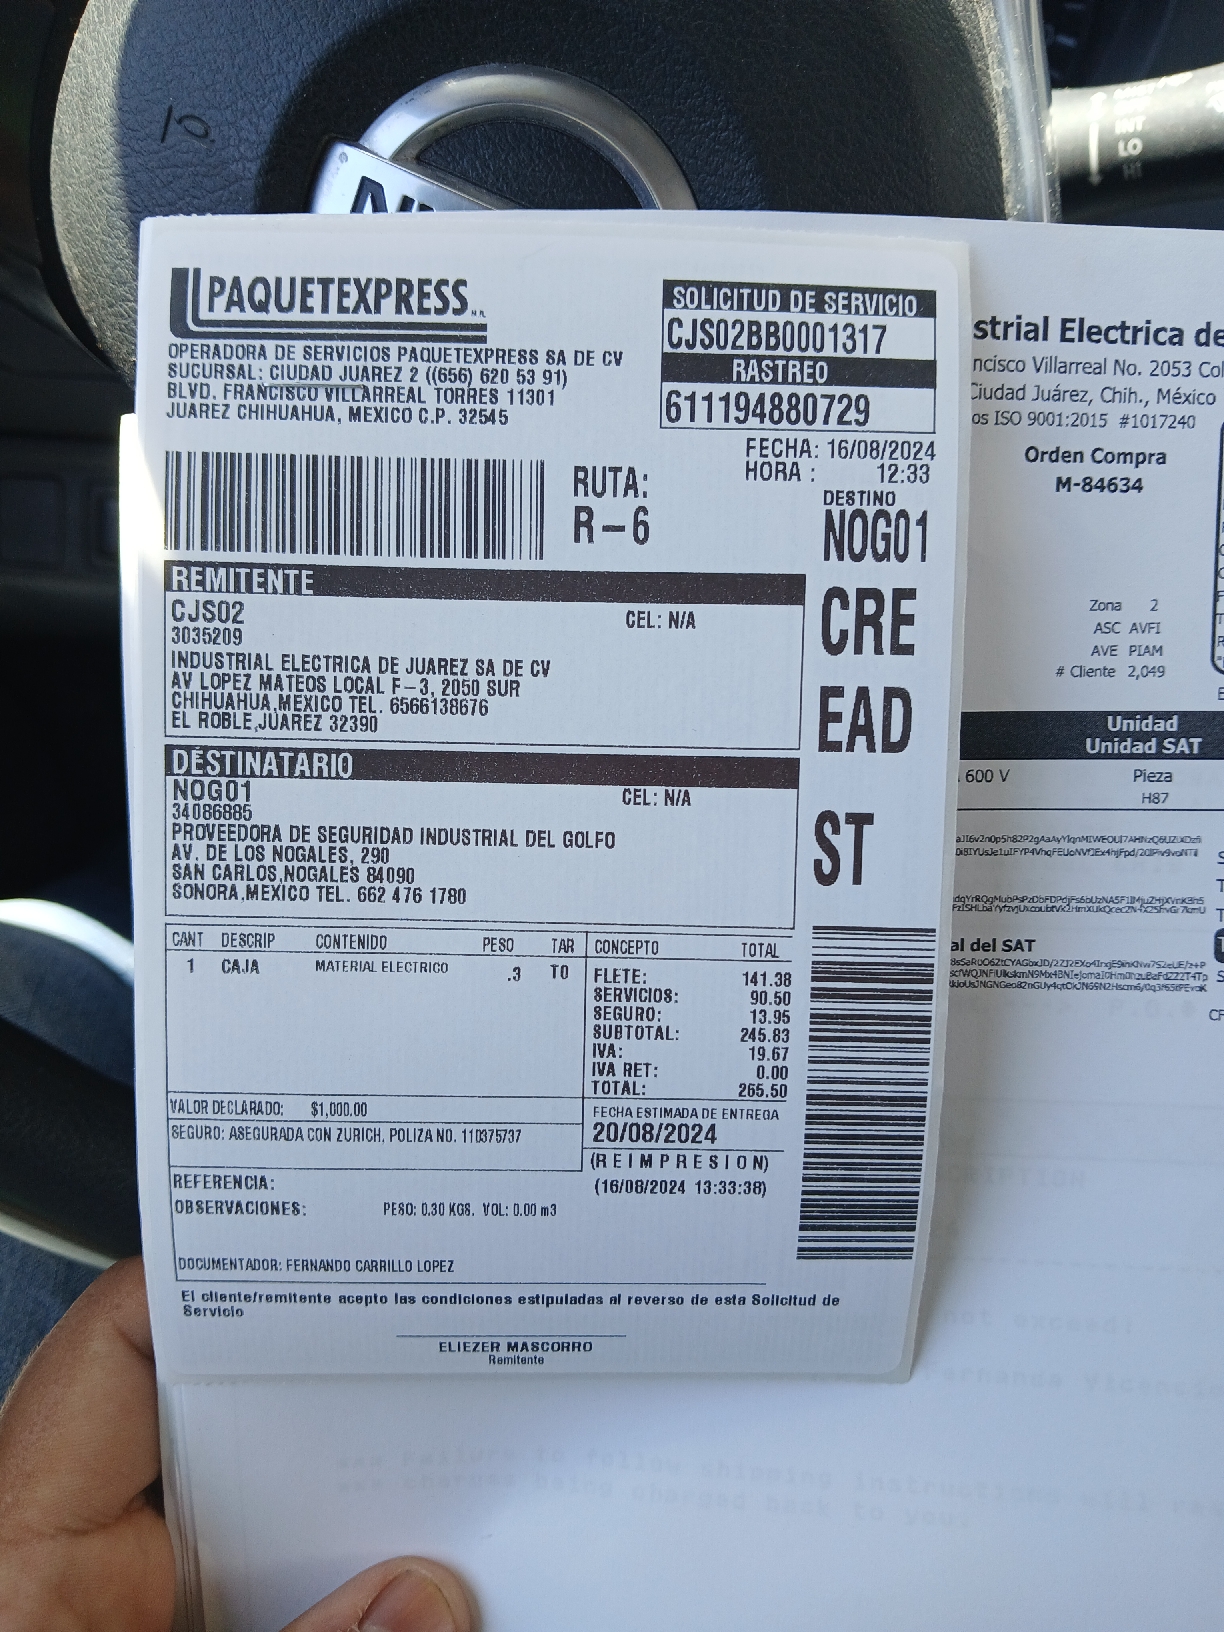 LO
PAQUETEXPRESS
OPERADORA DE SERVICIOS PAQUETEXPRESS SA DE CV
SUCURSAL: CIUDAD JUAREZ 2 ((656) 620 53 91)
BLVD. FRANCISCO VILLARREAL TORRES 11301
JUAREZ CHIHUAHUA, MEXICO C.P. 32545
SOLICITUD DE SERVICIO
CJS02BB0001317
RASTREO
611194880729
FECHA: 16/08/2024
HORA : 12:33
RUTA:
R-6
DESTINO
NOG01
CRE
EAD
ST
REMITENTE
CJS02
CEL: N/A
3035209
INDUSTRIAL ELECTRICA DE JUAREZ SA DE CV
AV LOPEZ MATEOS LOCAL F-3, 2050 SUR
CHIHUAHUA,MEXICO TEL. 6566138676
EL ROBLE,JUAREZ 32390
DESTINATARIO
NOG01
CEL: N/A
34086885
PROVEEDORA DE SEGURIDAD INDUSTRIAL DEL GOLFO
AV. DE LOS NOGALES, 290
SAN CARLOS,NOGALES 84090
SONORA,MEXICO TEL. 662 476 1780
CANT DESCRIP CONTENIDO PESO TAR
1 CAJA MATERIAL ELECTRICO .3 T0
CONCEPTO TOTAL
FLETE: 141.38
SERVICIOS: 90.50
SEGURO: 13.95
SUBTOTAL: 245.83
IVA: 19.67
IVA RET: 0.00
TOTAL: 265.50
VALOR DECLARADO: $1,000.00
SEGURO: ASEGURADA CON ZURICH, POLIZA NO. 110375737
FECHA ESTIMADA DE ENTREGA
20/08/2024
(REIMPRESION)
(16/08/2024 13:33:38)
REFERENCIA:
OBSERVACIONES: PESO: 0.30 KGS. VOL: 0.00 m3
DOCUMENTADOR: FERNANDO CARRILLO LOPEZ
El cliente/remitente acepto las condiciones estipuladas al reverso de esta Solicitud de
Servicio
ELIEZER MASCORRO
Remitente
strial Electrica de
ncisco Villarreal No. 2053 Col
Ciudad Juárez, Chih., México
os ISO 9001:2015 #1017240
Orden Compra
M-84634
Zona 2
ASC AVFI
AVE PIAM
# Cliente 2,049
Unidad
Unidad SAT
600 V Pieza
H87
al del SAT